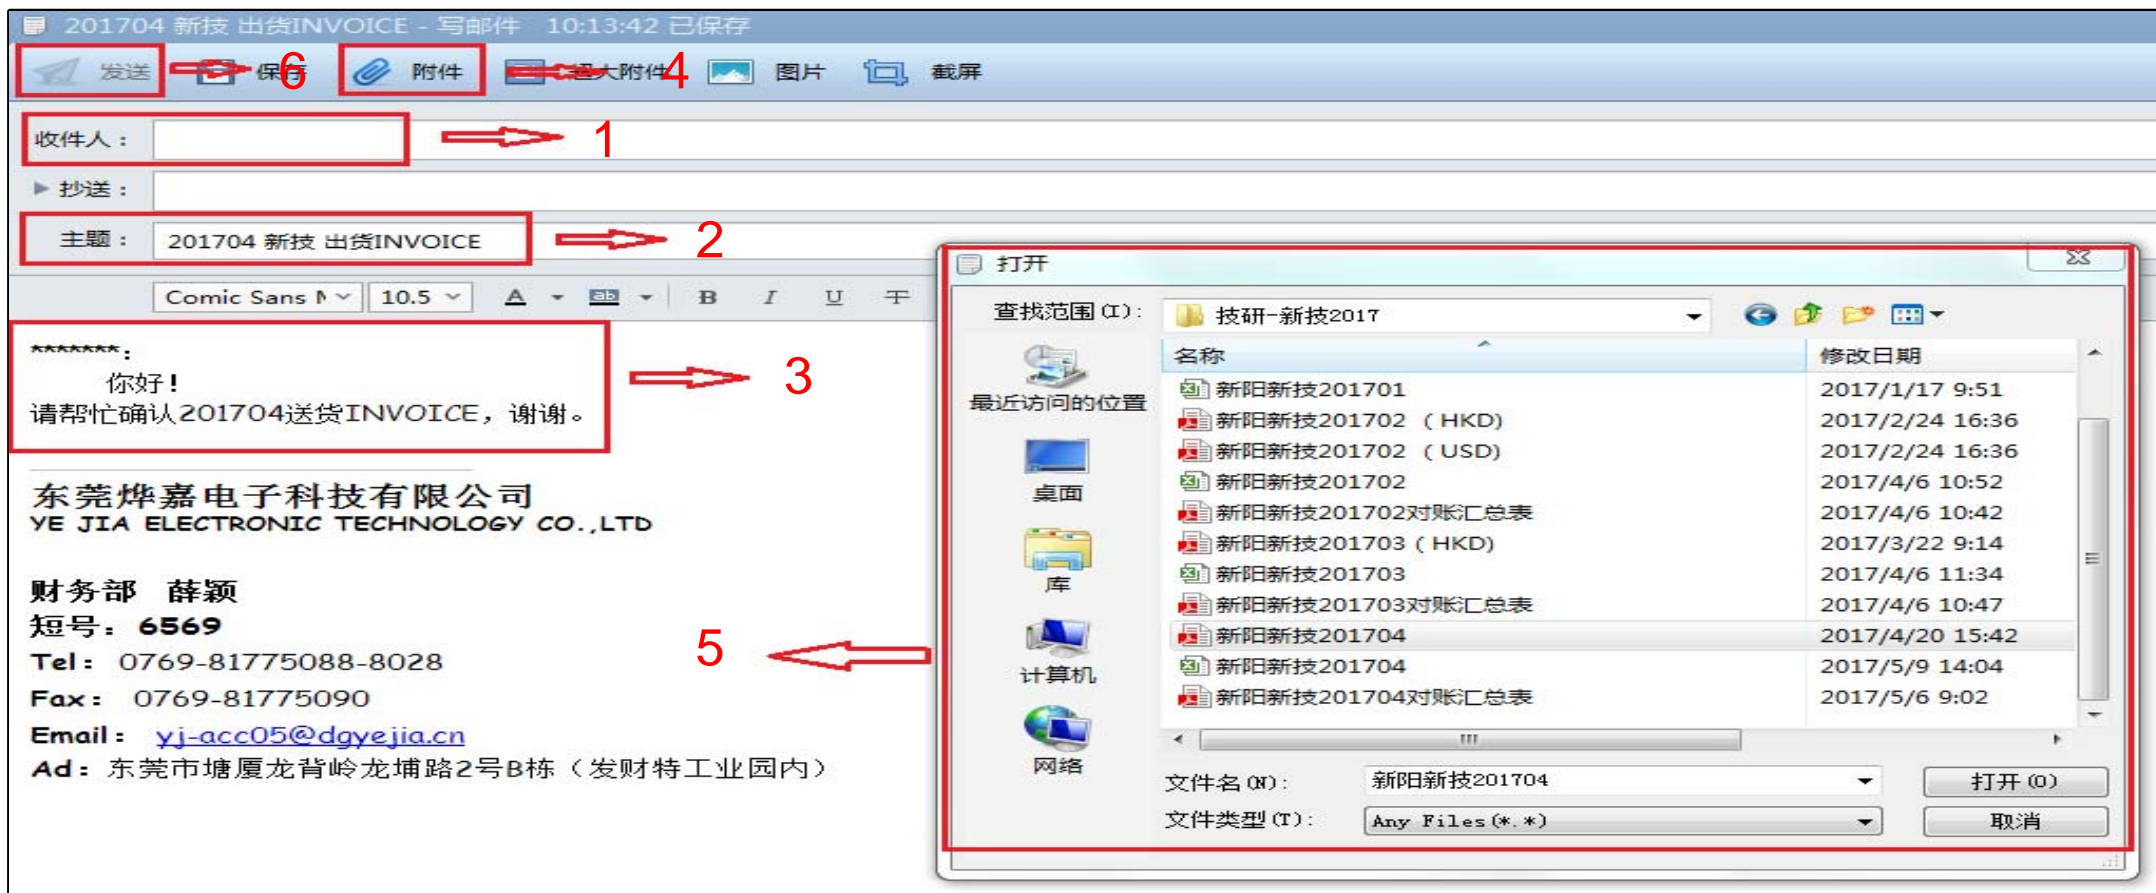 201704 新技 出货INVOICE - 写邮件 10:13:42 已保存
发送 6 保存 附件 超大附件 4 图片 截屏
收件人： 1
抄送：
主题： 201704 新技 出货INVOICE 2
Comic Sans 10.5 A ab B I U
*******：
你好！
请帮忙确认201704送货INVOICE，谢谢。
3
东莞烨嘉电子科技有限公司
YE JIA ELECTRONIC TECHNOLOGY CO.,LTD
财务部 薛颖
短号：6569
Tel： 0769-81775088-8028
Fax： 0769-81775090
Email： yj-acc05@dgyejia.cn
Ad：东莞市塘厦龙背岭龙埔路2号B栋（发财特工业园内）
5
打开
查找范围(I)： 技研-新技2017
最近访问的位置
桌面
库
计算机
网络
名称 修改日期
新阳新技201701 2017/1/17 9:51
新阳新技201702 （HKD） 2017/2/24 16:36
新阳新技201702 （USD） 2017/2/24 16:36
新阳新技201702 2017/4/6 10:52
新阳新技201702对账汇总表 2017/4/6 10:42
新阳新技201703（HKD） 2017/3/22 9:14
新阳新技201703 2017/4/6 11:34
新阳新技201703对账汇总表 2017/4/6 10:47
新阳新技201704 2017/4/20 15:42
新阳新技201704 2017/5/9 14:04
新阳新技201704对账汇总表 2017/5/6 9:02
文件名(N)： 新阳新技201704 打开(O)
文件类型(T)： Any Files(*.*) 取消